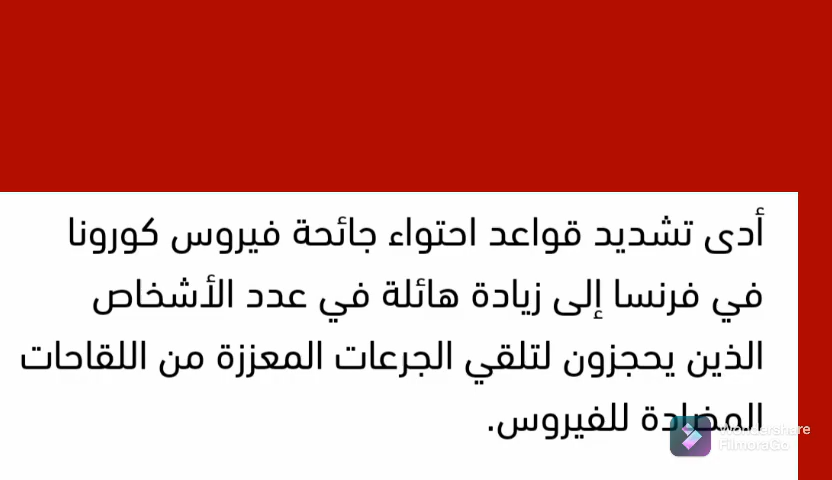 أدى تشديد قواعد احتواء جائحة فيروس كورونا
في فرنسا إلى زيادة هائلة في عدد الأشخاص
الذين يحجزون لتلقي الجرعات المعززة من اللقاحات
المضادة للفيروس.
Wondershare
FilmoraGo